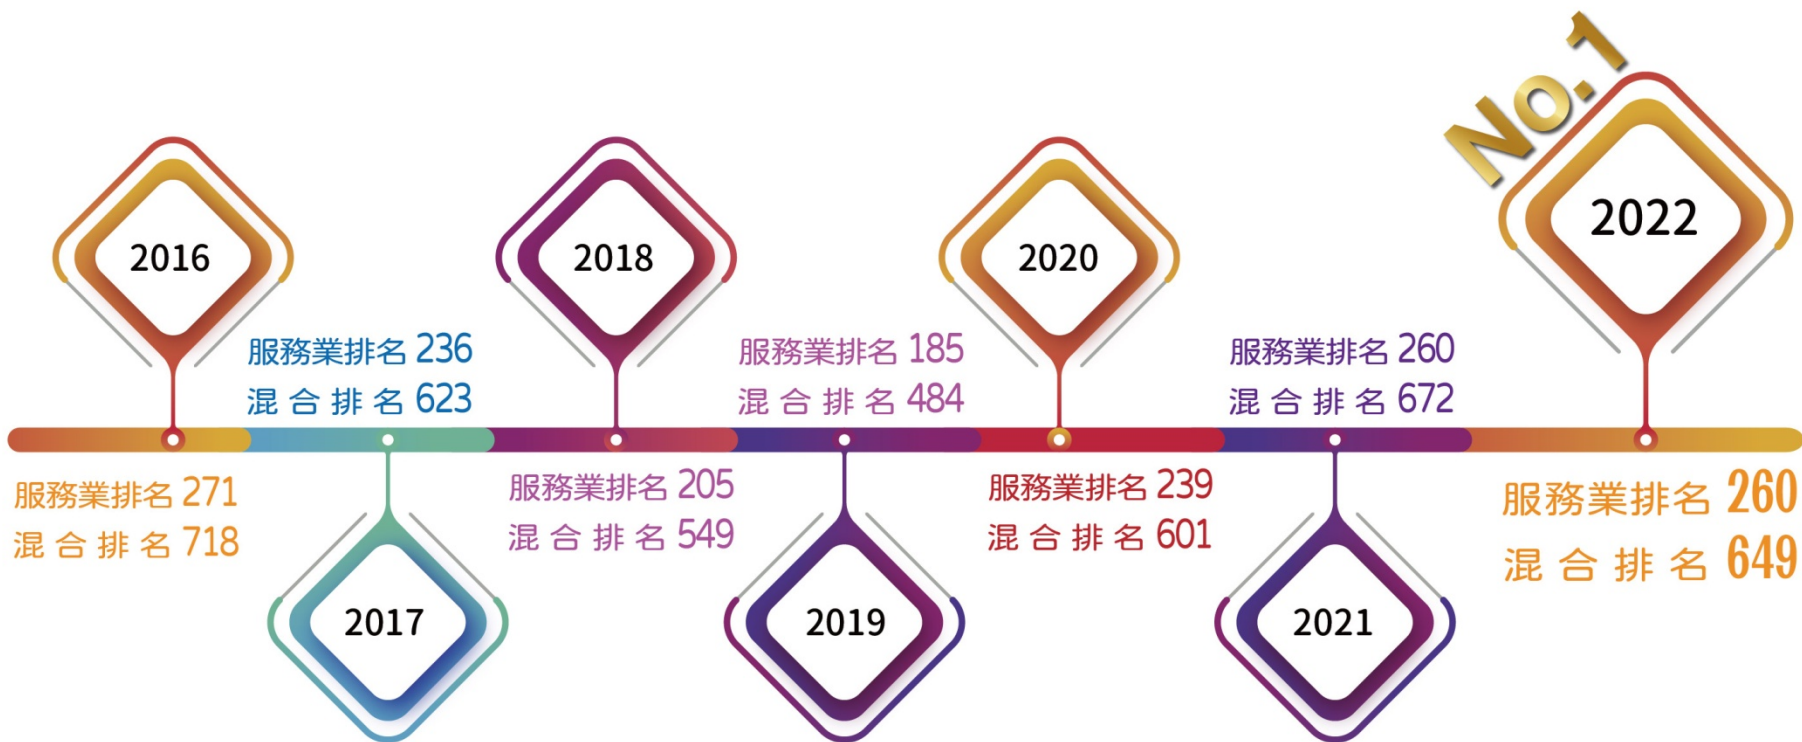 2016
服務業排名 271
混合排名 718
2017
服務業排名 236
混合排名 623
2018
服務業排名 205
混合排名 549
2019
服務業排名 185
混合排名 484
2020
服務業排名 239
混合排名 601
2021
服務業排名 260
混合排名 672
No.1
2022
服務業排名 260
混合排名 649